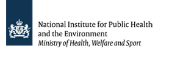 National Institute for Public Health
and the Environment
Ministry of Health, Welfare and Sport